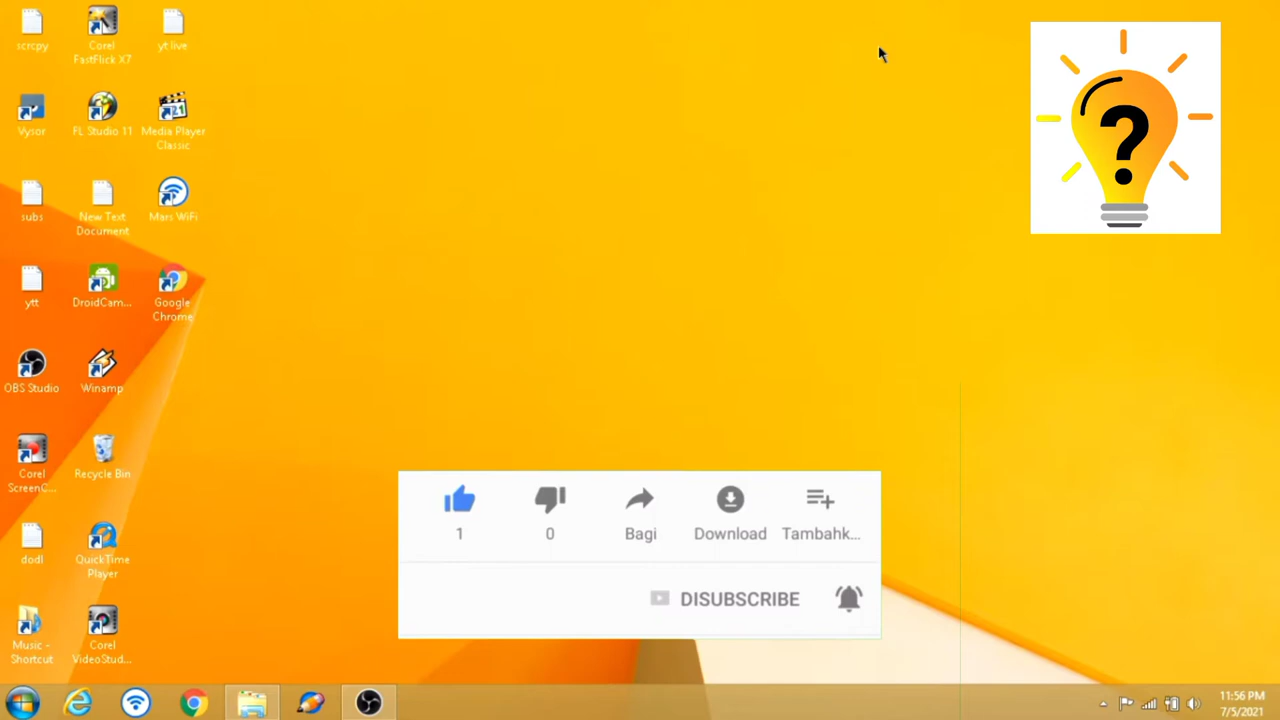 scrcpy
Corel
FastFlick X7
yt live
Vysor
FL Studio 11
Media Player
Classic
subs
New Text
Document
Mars WiFi
ytt
DroidCam...
Google
Chrome
OBS Studio
Winamp
Corel
ScreenC...
Recycle Bin
dodl
QuickTime
Player
Music -
Shortcut
Corel
VideoStud...
?
1
0
Bagi
Download
Tambahk...
DISUBSCRIBE
11:56 PM
7/5/2021